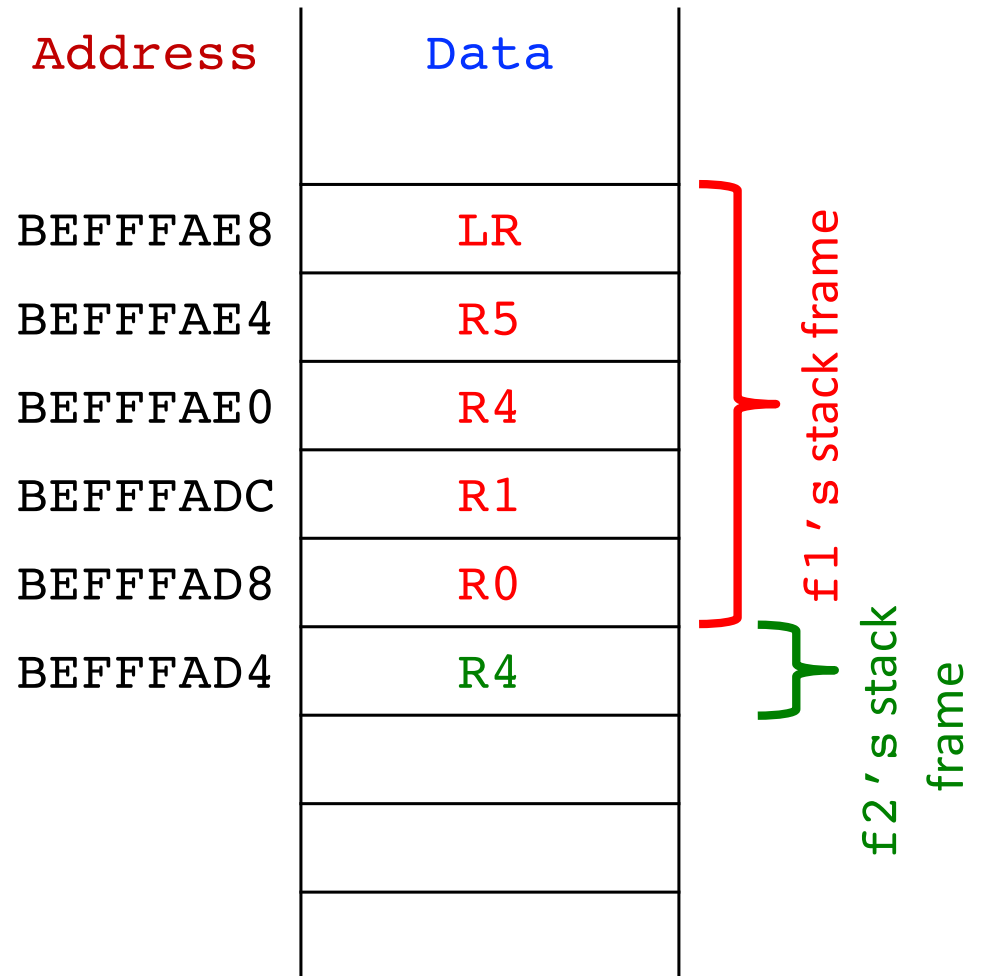 Address Data
BEFFFAE8 LR
BEFFFAE4 R5
BEFFFAE0 R4
BEFFFADC R1
BEFFFAD8 R0
BEFFFAD4 R4
f1’s stack frame
f2’s stack
frame